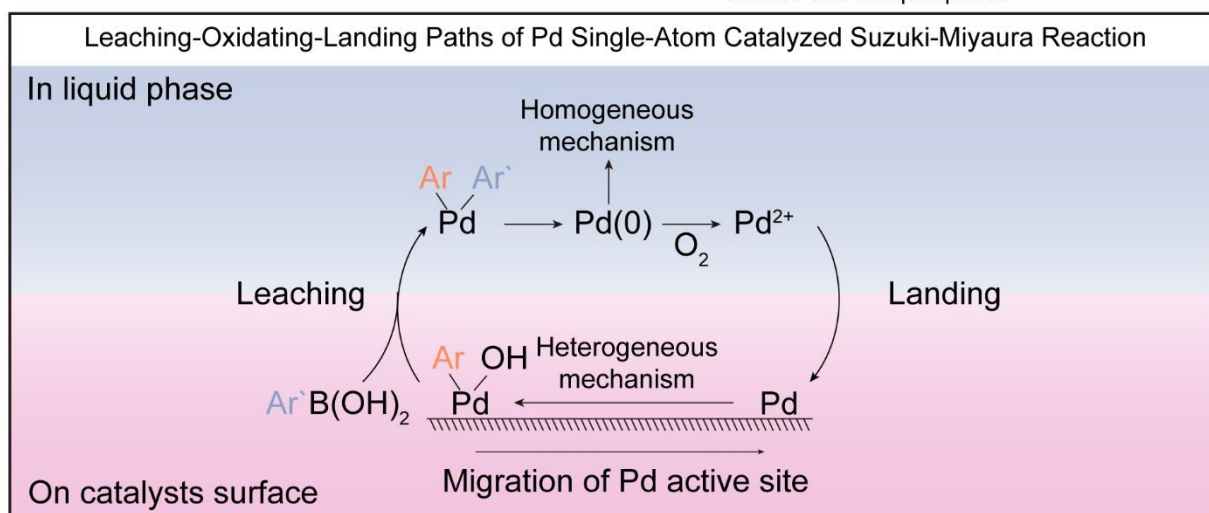 Leaching-Oxidating-Landing Paths of Pd Single-Atom Catalyzed Suzuki-Miyaura Reaction
In liquid phase
Homogeneous
mechanism
Ar Ar`
Pd
Pd(0)
O₂
Pd²⁺
Leaching
Landing
Ar OH
Pd
Heterogeneous
mechanism
Pd
Ar`B(OH)₂
Migration of Pd active site
On catalysts surface